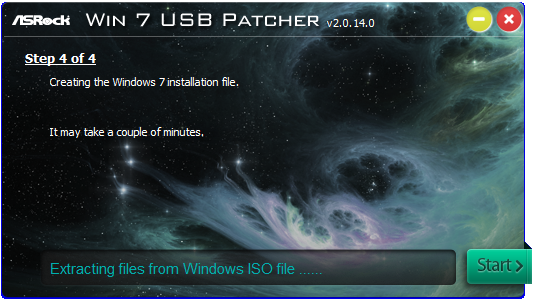 ASRock Win 7 USB Patcher v2.0.14.0
Step 4 of 4
Creating the Windows 7 installation file.
It may take a couple of minutes.
Extracting files from Windows ISO file ......
Start